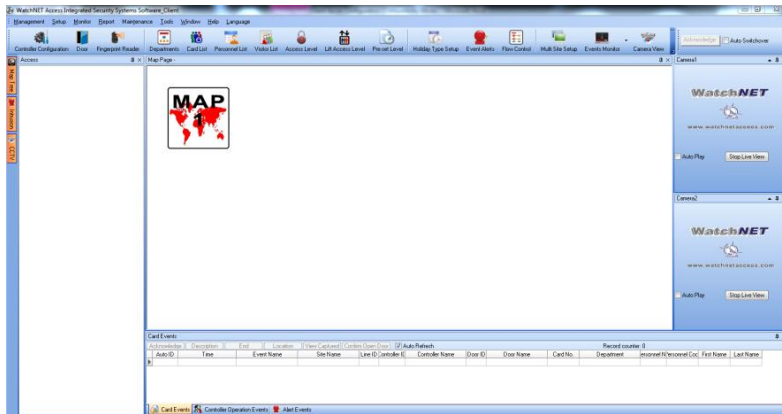 WatchNET Access Integrated Security Systems Software_Client
Management Setup Monitor Report Maintenance Tools Window Help Language
Controller Configuration Door Fingerprint Reader Departments Card List Personnel List Visitor List Access Level Lift Access Level Pre-set Level Holiday Type Setup Event Alerts Flow Control Multi Site Setup Events Monitor Camera View Acknowledge Auto Switchover
Access
Map Page -
Camera1
Map Tree
Intrusion
CCTV
MAP
1
WatchNET
www.watchnetaccess.com
Auto Play Stop Live View
Camera2
WatchNET
www.watchnetaccess.com
Auto Play Stop Live View
Card Events
Acknowledge Description End Location View Captured Confirm Open Door Auto Refresh Record counter: 0
Auto ID Time Event Name Site Name Line ID Controller ID Controller Name Door ID Door Name Card No. Department ersonnel N Personnel Coc First Name Last Name
Card Events Controller Operation Events Alert Events